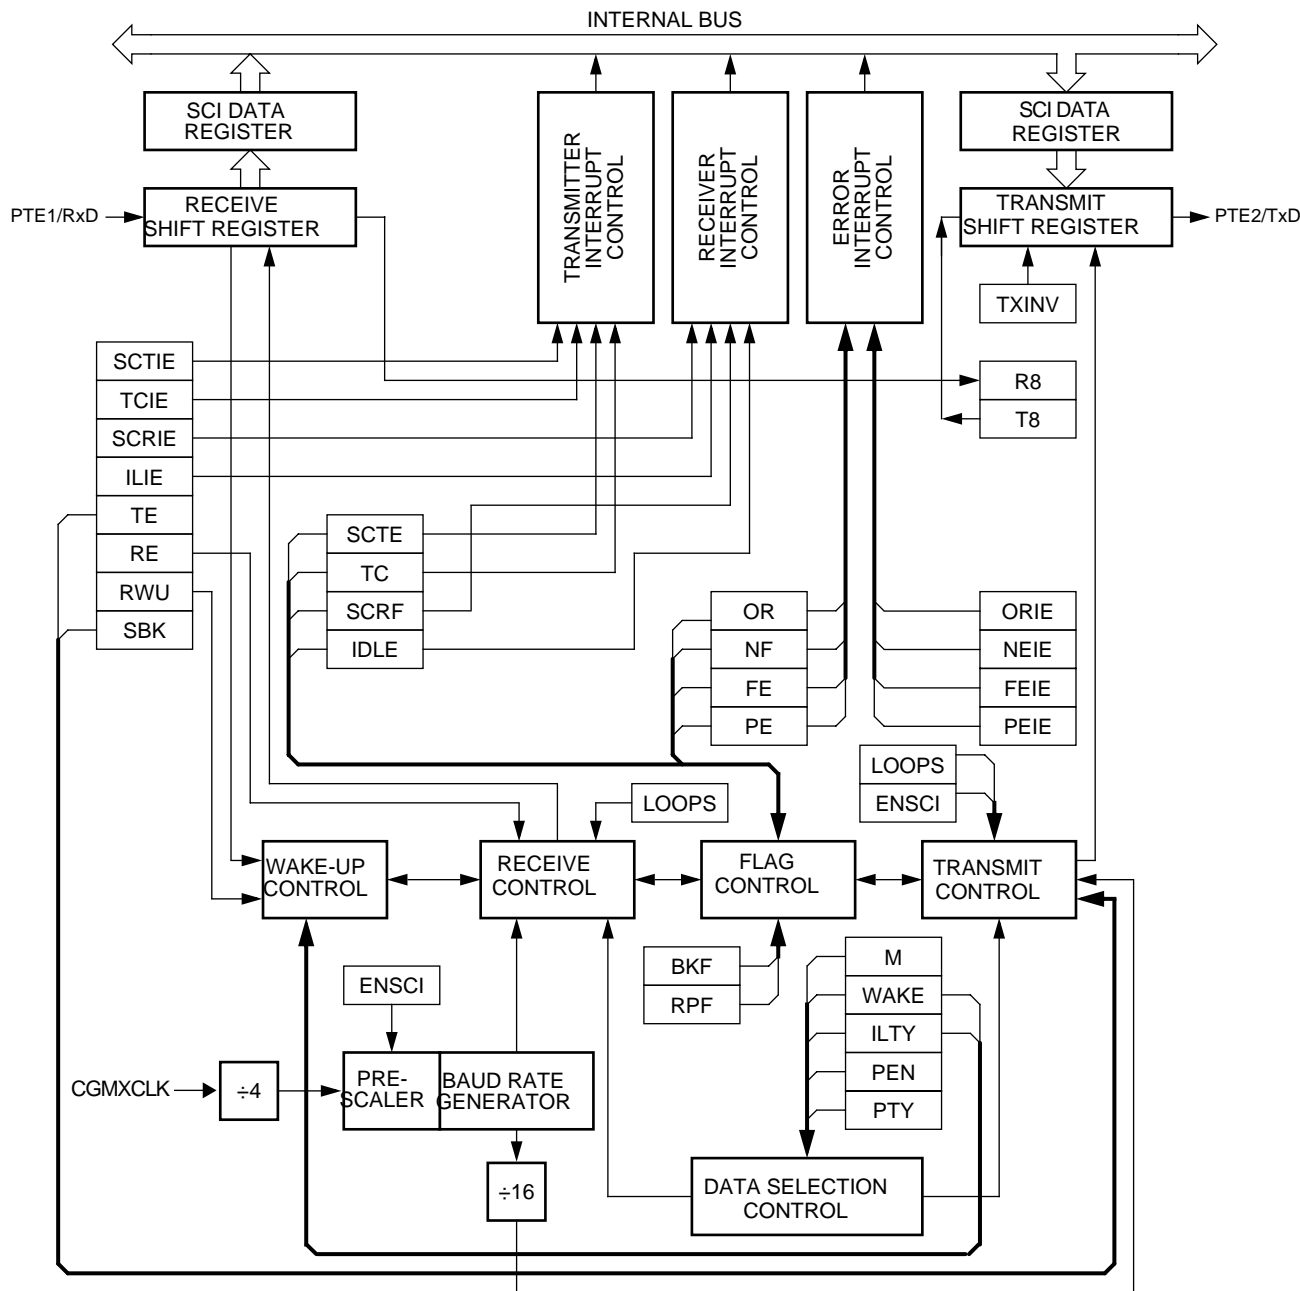 INTERNAL BUS
SCI DATA
REGISTER
SCI DATA
REGISTER
TRANSMITTER
INTERRUPT
CONTROL
RECEIVER
INTERRUPT
CONTROL
ERROR
INTERRUPT
CONTROL
PTE1/RxD
RECEIVE
SHIFT REGISTER
TRANSMIT
SHIFT REGISTER
PTE2/TxD
TXINV
SCTIE
TCIE
SCRIE
ILIE
TE
RE
RWU
SBK
R8
T8
SCTE
TC
SCRF
IDLE
OR
NF
FE
PE
ORIE
NEIE
FEIE
PEIE
LOOPS
LOOPS
ENSCI
WAKE-UP
CONTROL
RECEIVE
CONTROL
FLAG
CONTROL
TRANSMIT
CONTROL
BKF
RPF
M
WAKE
ILTY
PEN
PTY
ENSCI
CGMXCLK
÷4
PRE-
SCALER
BAUD RATE
GENERATOR
÷16
DATA SELECTION
CONTROL